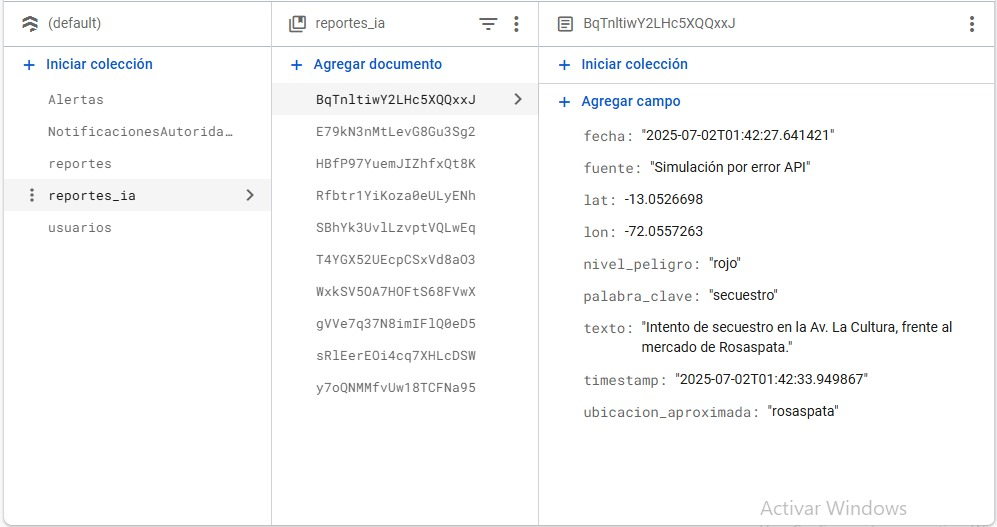 (default)
reportes_ia
BqTnltiwY2LHc5XQQxxJ
+ Iniciar colección
+ Agregar documento
+ Iniciar colección
Alertas
NotificacionesAutorida…
reportes
reportes_ia
usuarios
BqTnltiwY2LHc5XQQxxJ
E79kN3nMtLevG8Gu3Sg2
HBfP97YuemJIZhfxQt8K
Rfbtr1YiKoza0eULyENh
SBhYk3UvlLzvptVQLwEq
T4YGX52UEcpCSxVd8aO3
WxkSV5OA7HOFtS68FVwX
gVVe7q37N8imIFlQ0eD5
sRlEerEOi4cq7XHLcDSW
y7oQNMMfvUw18TCFNa95
+ Agregar campo
fecha: "2025-07-02T01:42:27.641421"
fuente: "Simulación por error API"
lat: -13.0526698
lon: -72.0557263
nivel_peligro: "rojo"
palabra_clave: "secuestro"
texto: "Intento de secuestro en la Av. La Cultura, frente al
mercado de Rosaspata."
timestamp: "2025-07-02T01:42:33.949867"
ubicacion_aproximada: "rosaspata"
Activar Windows